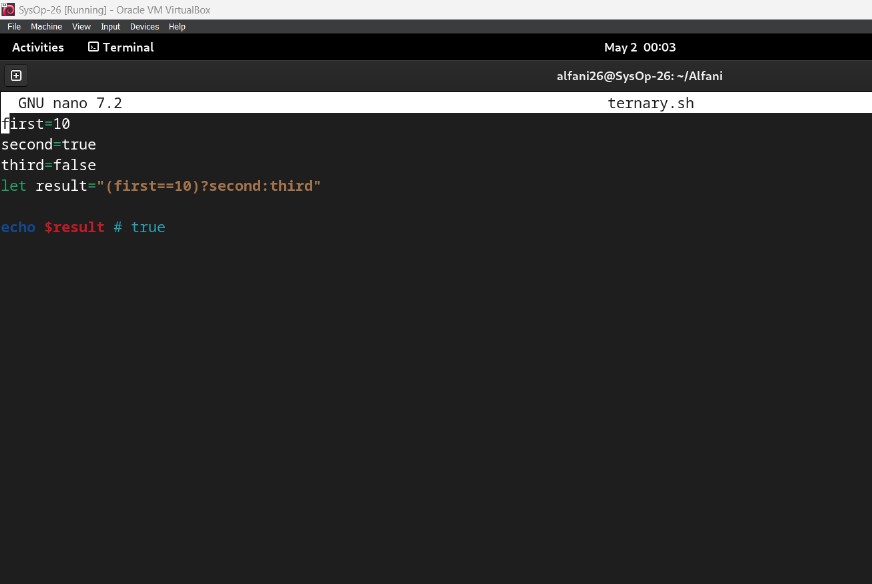 SysOp-26 [Running] - Oracle VM VirtualBox
File Machine View Input Devices Help
Activities Terminal May 2 00:03
alfani26@SysOp-26: ~/Alfani
GNU nano 7.2 ternary.sh
first=10
second=true
third=false
let result="(first==10)?second:third"
echo $result # true